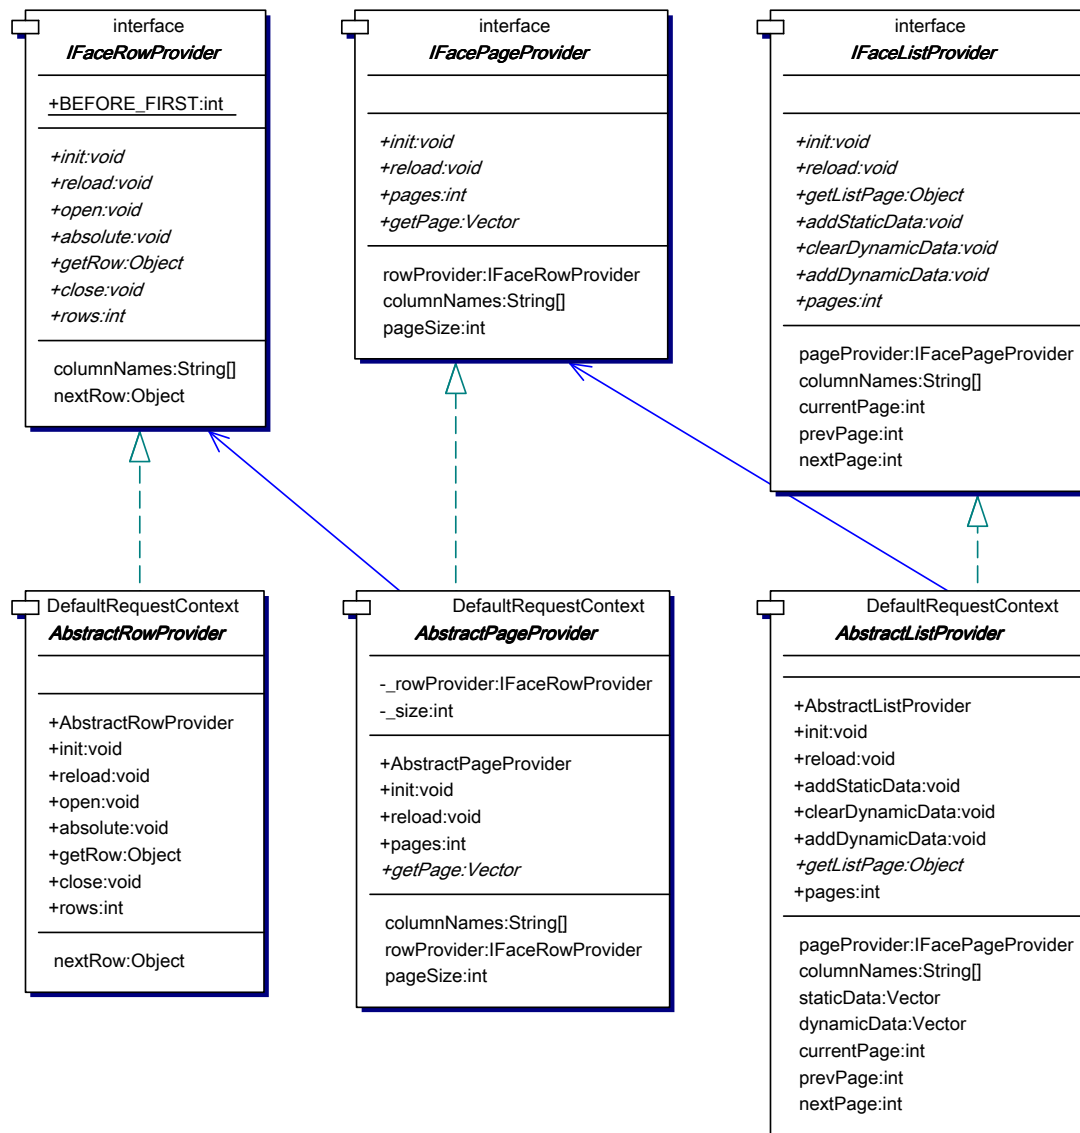 interface
IFaceRowProvider
+BEFORE_FIRST:int
+init:void
+reload:void
+open:void
+absolute:void
+getRow:Object
+close:void
+rows:int
columnNames:String[]
nextRow:Object
interface
IFacePageProvider
+init:void
+reload:void
+pages:int
+getPage:Vector
rowProvider:IFaceRowProvider
columnNames:String[]
pageSize:int
interface
IFaceListProvider
+init:void
+reload:void
+getListPage:Object
+addStaticData:void
+clearDynamicData:void
+addDynamicData:void
+pages:int
pageProvider:IFacePageProvider
columnNames:String[]
currentPage:int
prevPage:int
nextPage:int
DefaultRequestContext
AbstractRowProvider
+AbstractRowProvider
+init:void
+reload:void
+open:void
+absolute:void
+getRow:Object
+close:void
+rows:int
nextRow:Object
DefaultRequestContext
AbstractPageProvider
-_rowProvider:IFaceRowProvider
-_size:int
+AbstractPageProvider
+init:void
+reload:void
+pages:int
+getPage:Vector
columnNames:String[]
rowProvider:IFaceRowProvider
pageSize:int
DefaultRequestContext
AbstractListProvider
+AbstractListProvider
+init:void
+reload:void
+addStaticData:void
+clearDynamicData:void
+addDynamicData:void
+getListPage:Object
+pages:int
pageProvider:IFacePageProvider
columnNames:String[]
staticData:Vector
dynamicData:Vector
currentPage:int
prevPage:int
nextPage:int